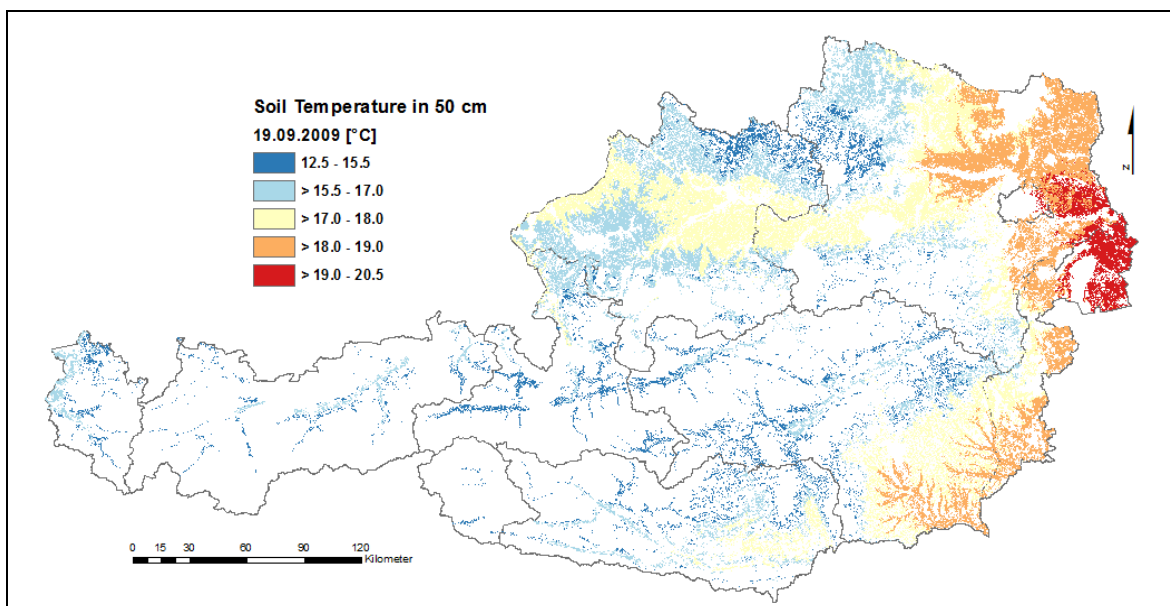 Soil Temperature in 50 cm
19.09.2009 [°C]
12.5 - 15.5
> 15.5 - 17.0
> 17.0 - 18.0
> 18.0 - 19.0
> 19.0 - 20.5
N
0 15 30 60 90 120
Kilometer